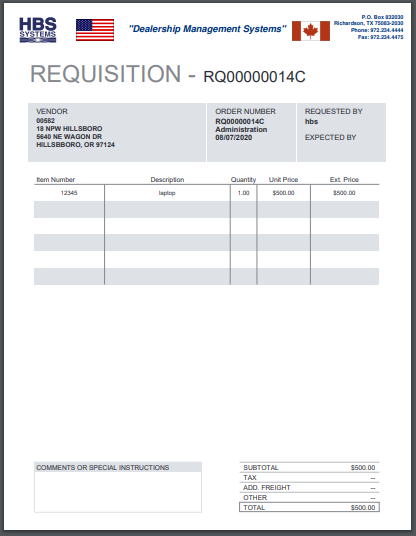 HBS
SYSTEMS
"Dealership Management Systems"
P.O. Box 832030
Richardson, TX 75083-2030
Phone: 972.234.4444
Fax: 972.234.4475
REQUISITION - RQ00000014C
VENDOR
00582
18 NPW HILLSBORO
5640 NE WAGON DR
HILLSBBORO, OR 97124
ORDER NUMBER
RQ00000014C
Administration
08/07/2020
REQUESTED BY
hbs
EXPECTED BY
Item Number Description Quantity Unit Price Ext. Price
12345 laptop 1.00 $500.00 $500.00
COMMENTS OR SPECIAL INSTRUCTIONS
SUBTOTAL $500.00
TAX --
ADD. FREIGHT --
OTHER --
TOTAL $500.00